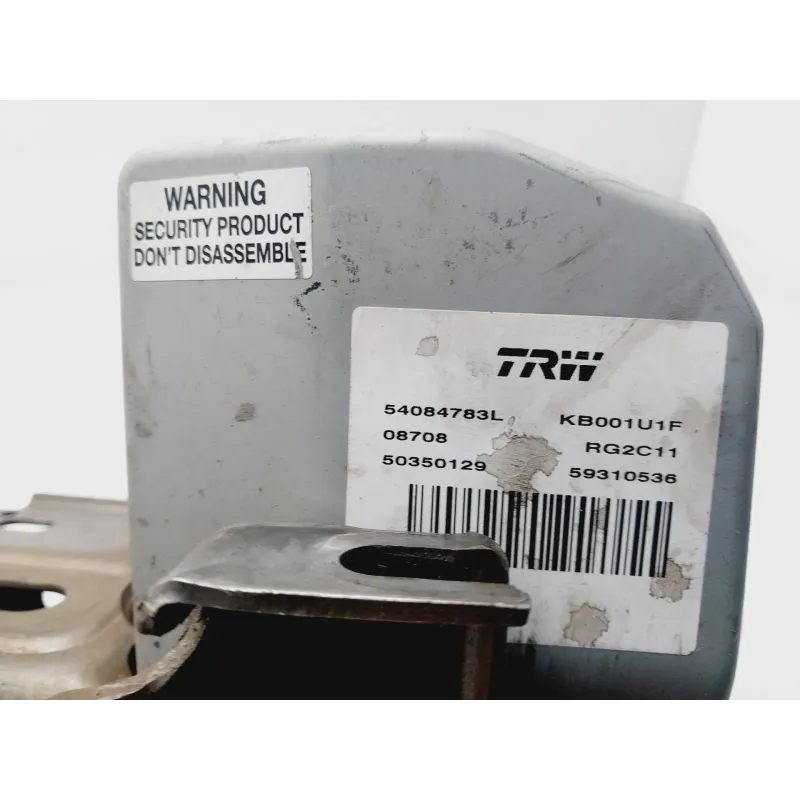 WARNING
SECURITY PRODUCT
DON'T DISASSEMBLE
TRW
54084783L KB001U1F
08708 RG2C11
50350129 59310536